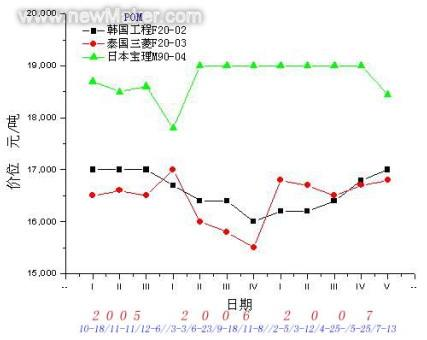 www.newMater.com
POM
韩国工程F20-02
泰国三菱F20-03
日本宝理M90-04
20,000
19,000
18,000
17,000
16,000
15,000
价位 元/吨
-- I II III I II III IV I II III IV V --
日期
2005 2006 2007
10-18/11-11/12-6//3-3/6-23/9-18/11-8//2-5/3-12/4-25-/5-25/7-13